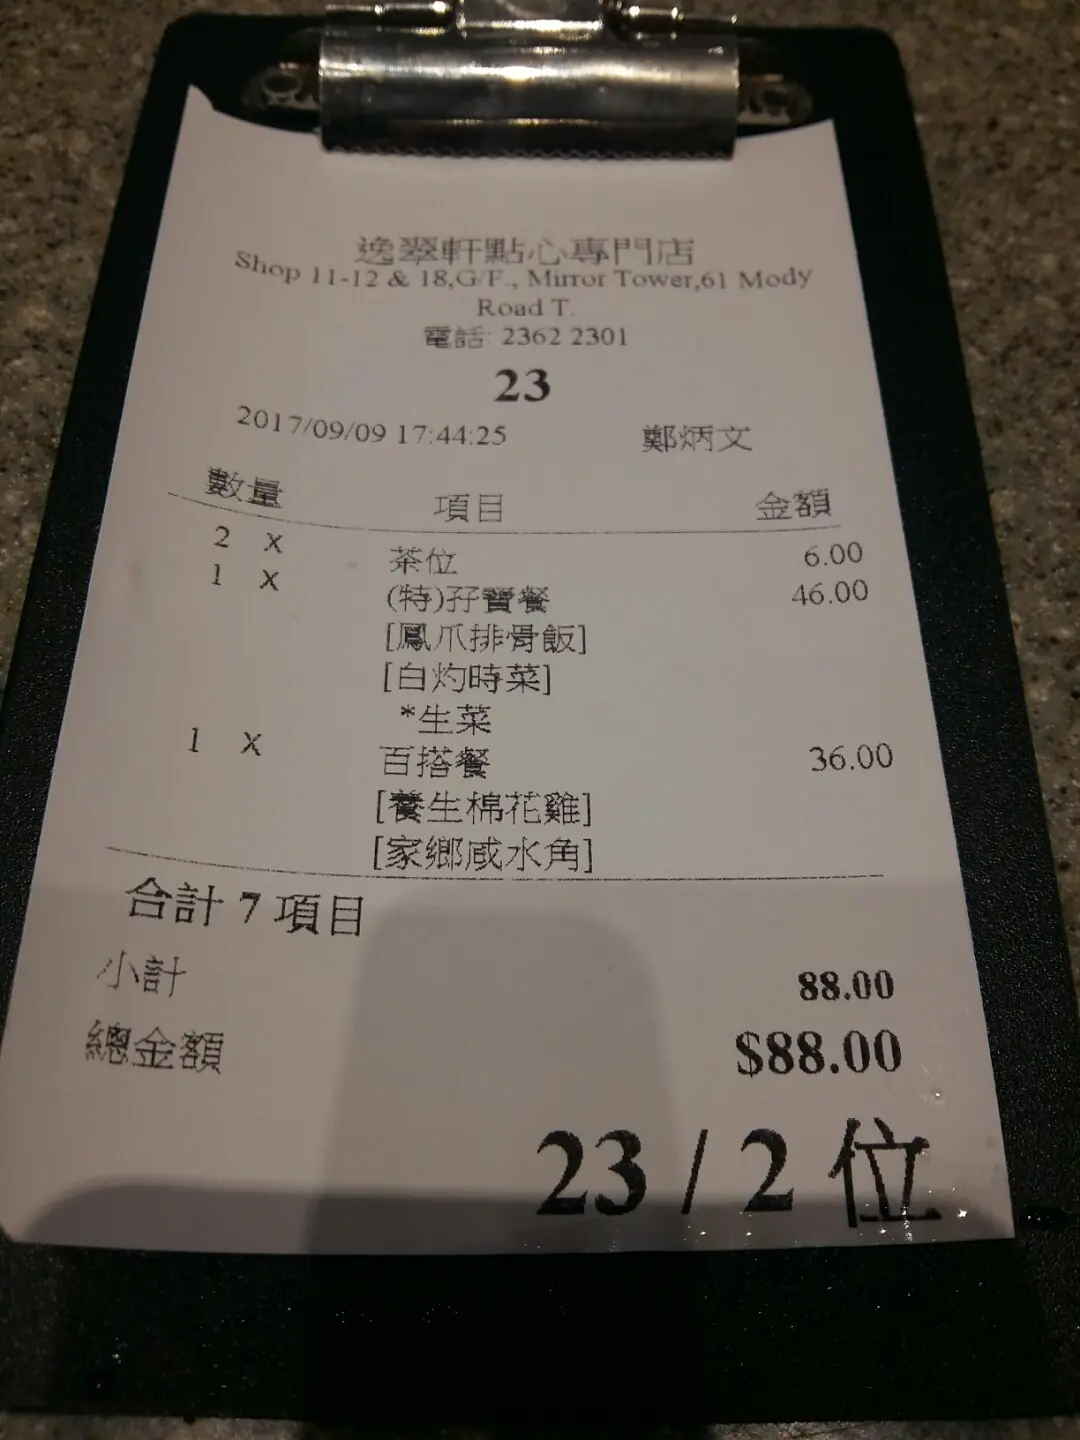 逸翠軒點心專門店
Shop 11-12 & 18,G/F., Mirror Tower,61 Mody
Road T.
電話: 2362 2301
23
2017/09/09 17:44:25 鄭炳文
數量 項目 金額
2 X 茶位 6.00
1 X (特)孖寶餐 46.00
[鳳爪排骨飯]
[白灼時菜]
*生菜
1 X 百搭餐 36.00
[養生棉花雞]
[家鄉咸水角]
合計 7 項目
小計 88.00
總金額 $88.00
23 / 2 位